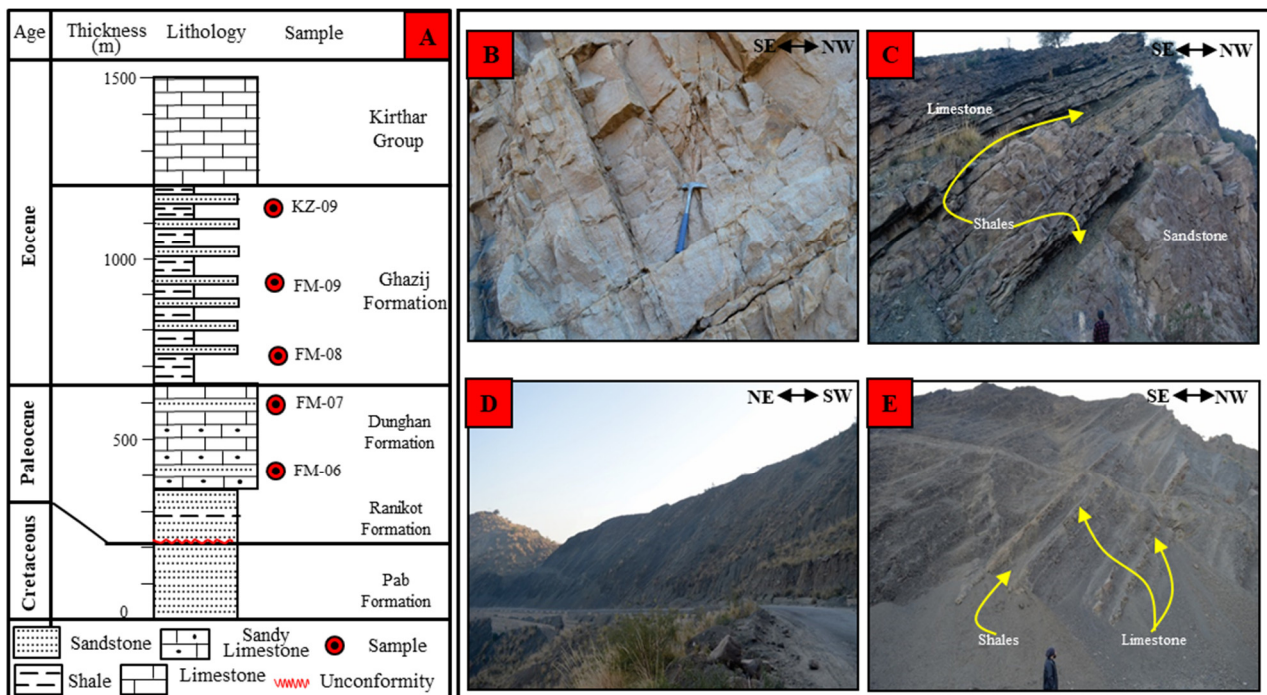 Age
Thickness
(m)
Lithology
Sample
A
1500
1000
500
0
Eocene
Paleocene
Cretaceous
Kirthar
Group
KZ-09
FM-09
Ghazij
Formation
FM-08
FM-07
Dunghan
Formation
FM-06
Ranikot
Formation
Pab
Formation
Sandstone
Sandy
Limestone
Sample
Shale
Limestone
Unconformity
B
SE NW
C
SE NW
Limestone
Shales
Sandstone
D
NE SW
E
SE NW
Shales
Limestone